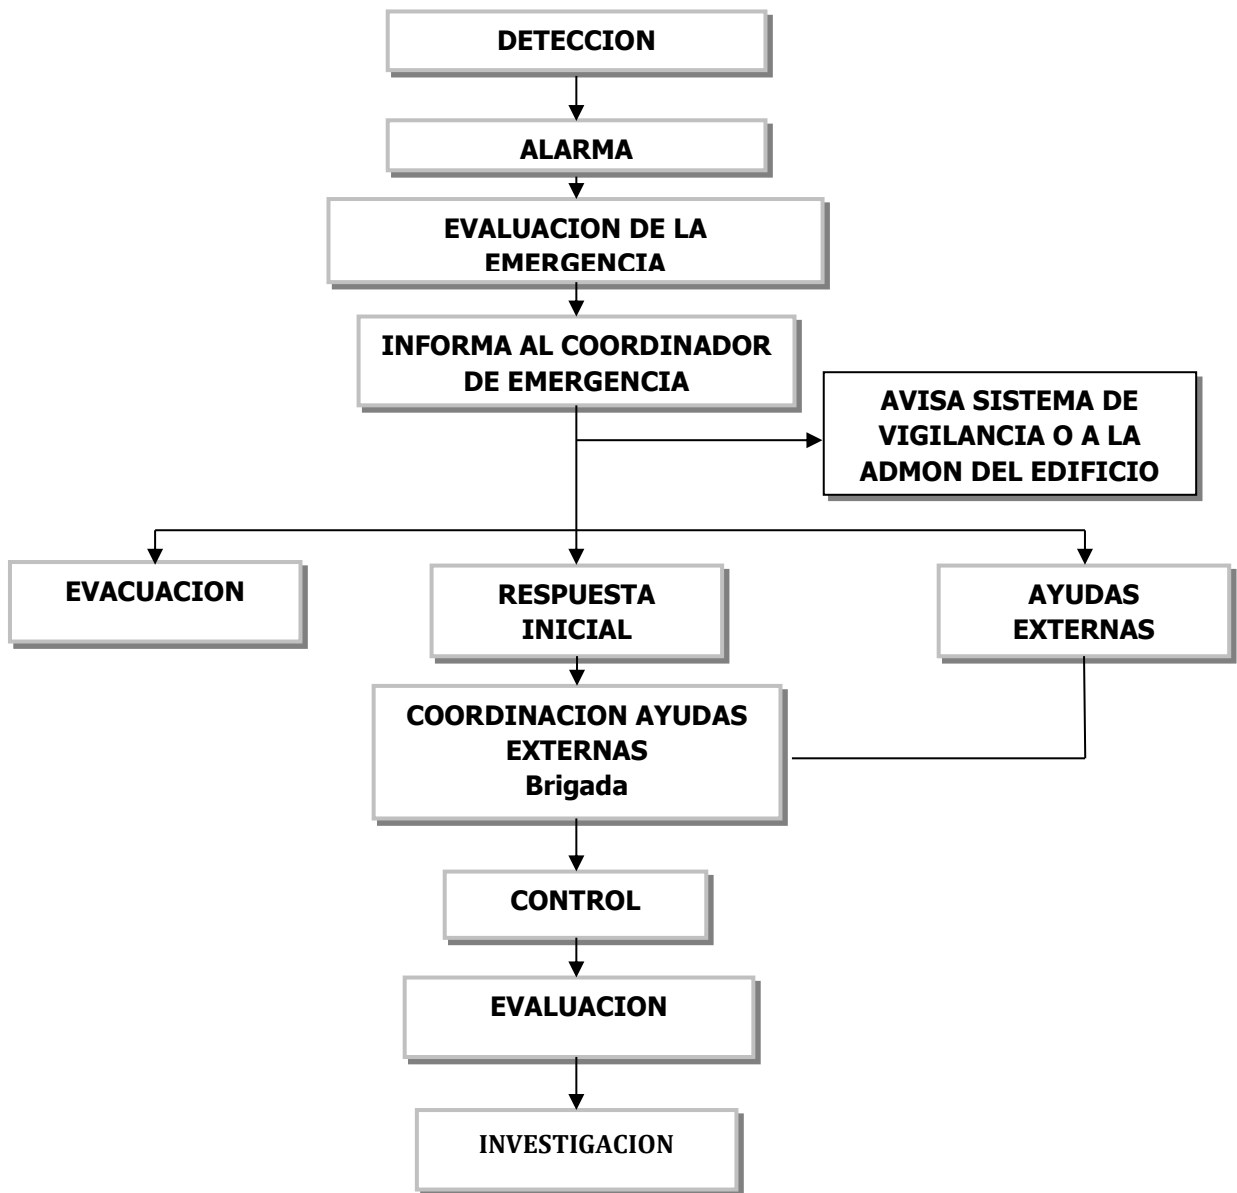 DETECCION
ALARMA
EVALUACION DE LA
EMERGENCIA
INFORMA AL COORDINADOR
DE EMERGENCIA
AVISA SISTEMA DE
VIGILANCIA O A LA
ADMON DEL EDIFICIO
EVACUACION
RESPUESTA
INICIAL
AYUDAS
EXTERNAS
COORDINACION AYUDAS
EXTERNAS
Brigada
CONTROL
EVALUACION
INVESTIGACION